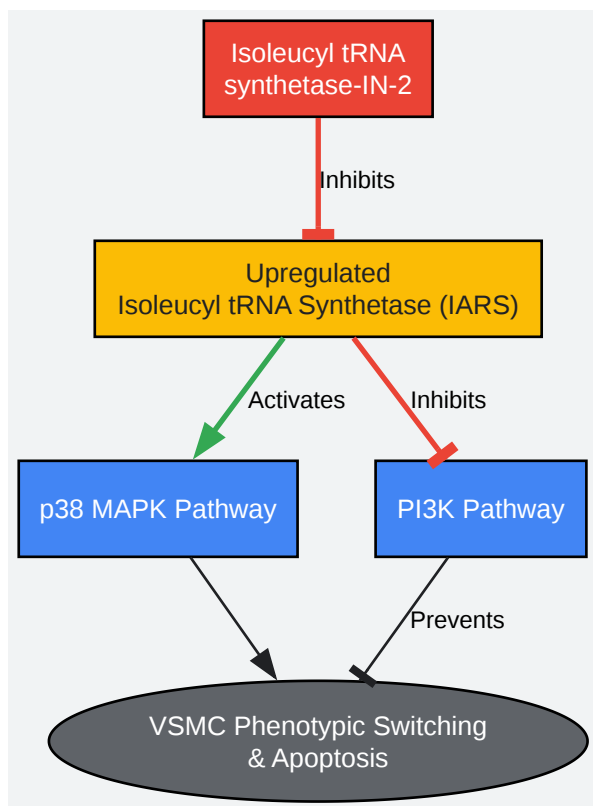 Isoleucyl tRNA
synthetase-IN-2
Inhibits
Upregulated
Isoleucyl tRNA Synthetase (IARS)
Activates
Inhibits
p38 MAPK Pathway
PI3K Pathway
Prevents
VSMC Phenotypic Switching
& Apoptosis